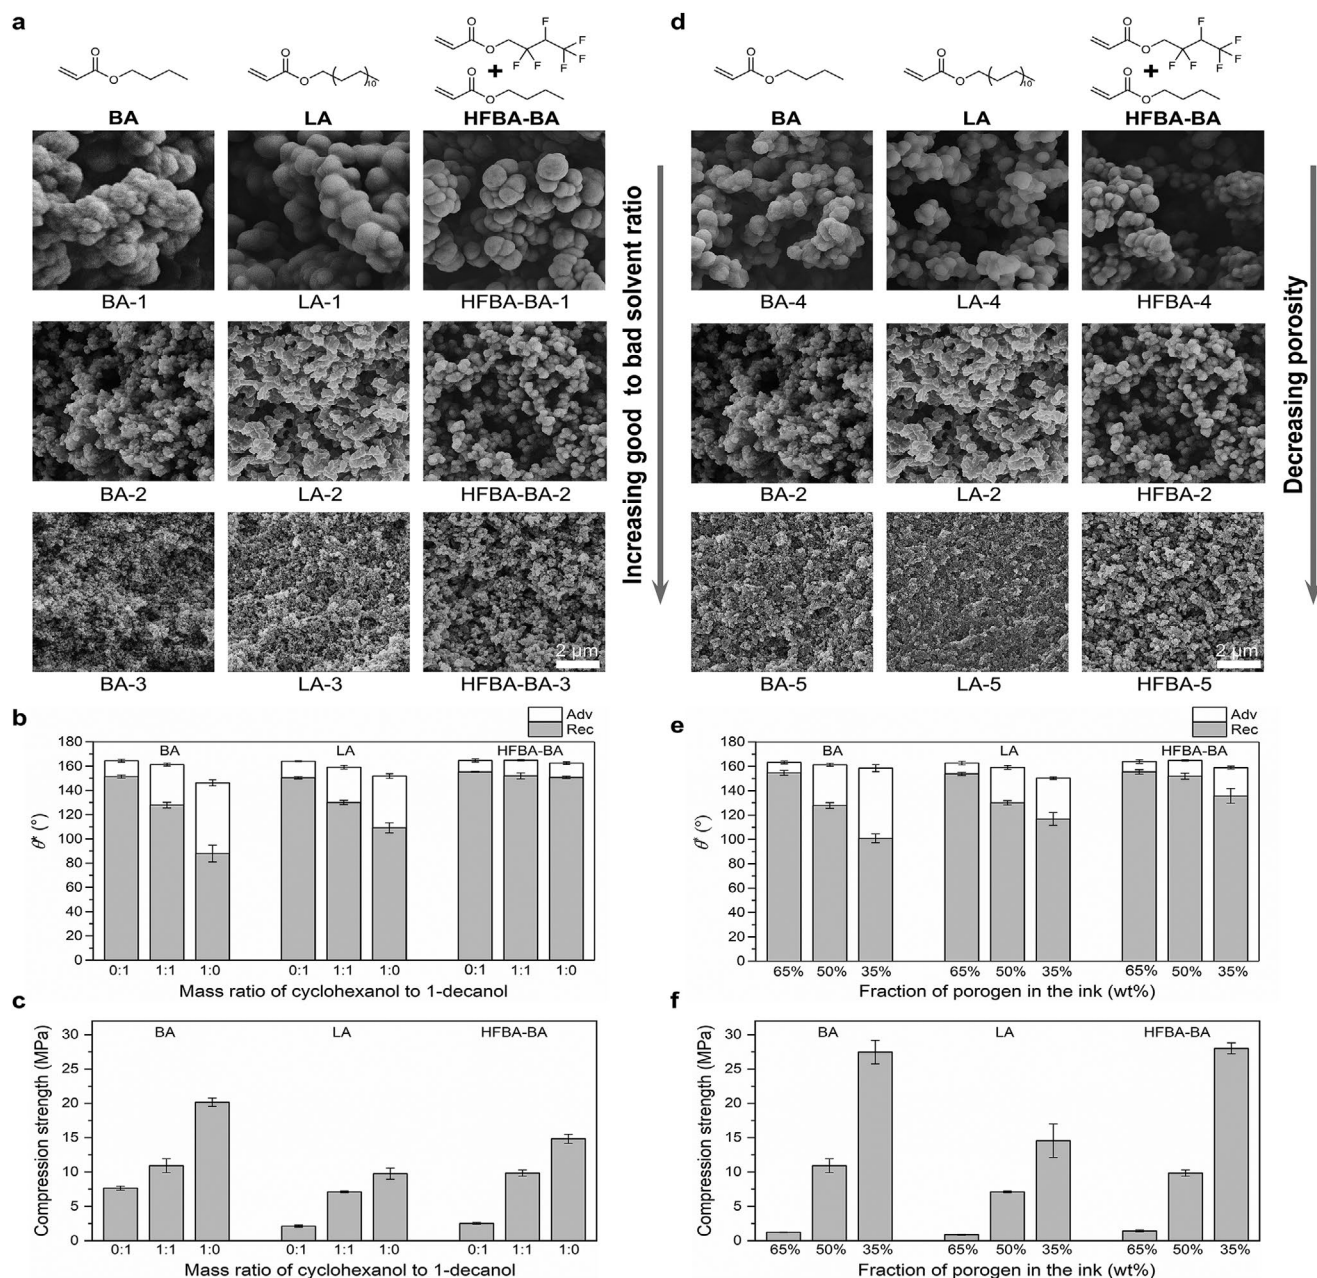 a
O
O
BA
O
O
10
LA
O
O
F
F
F
F
F
F
+
O
O
HFBA-BA
BA-1
LA-1
HFBA-BA-1
BA-2
LA-2
HFBA-BA-2
2 µm
BA-3
LA-3
HFBA-BA-3
Increasing good to bad solvent ratio
b
Adv
Rec
BA
LA
HFBA-BA
180
160
140
120
100
80
60
40
20
0
θ* (°)
0:1 1:1 1:0 0:1 1:1 1:0 0:1 1:1 1:0
Mass ratio of cyclohexanol to 1-decanol
c
BA
LA
HFBA-BA
30
25
20
15
10
5
0
Compression strength (MPa)
0:1 1:1 1:0 0:1 1:1 1:0 0:1 1:1 1:0
Mass ratio of cyclohexanol to 1-decanol
d
O
O
BA
O
O
10
LA
O
O
F
F
F
F
F
F
+
O
O
HFBA-BA
BA-4
LA-4
HFBA-4
BA-2
LA-2
HFBA-2
2 µm
BA-5
LA-5
HFBA-5
Decreasing porosity
e
Adv
Rec
BA
LA
HFBA-BA
180
160
140
120
100
80
60
40
20
0
θ* (°)
65% 50% 35% 65% 50% 35% 65% 50% 35%
Fraction of porogen in the ink (wt%)
f
BA
LA
HFBA-BA
30
25
20
15
10
5
0
Compression strength (MPa)
65% 50% 35% 65% 50% 35% 65% 50% 35%
Fraction of porogen in the ink (wt%)